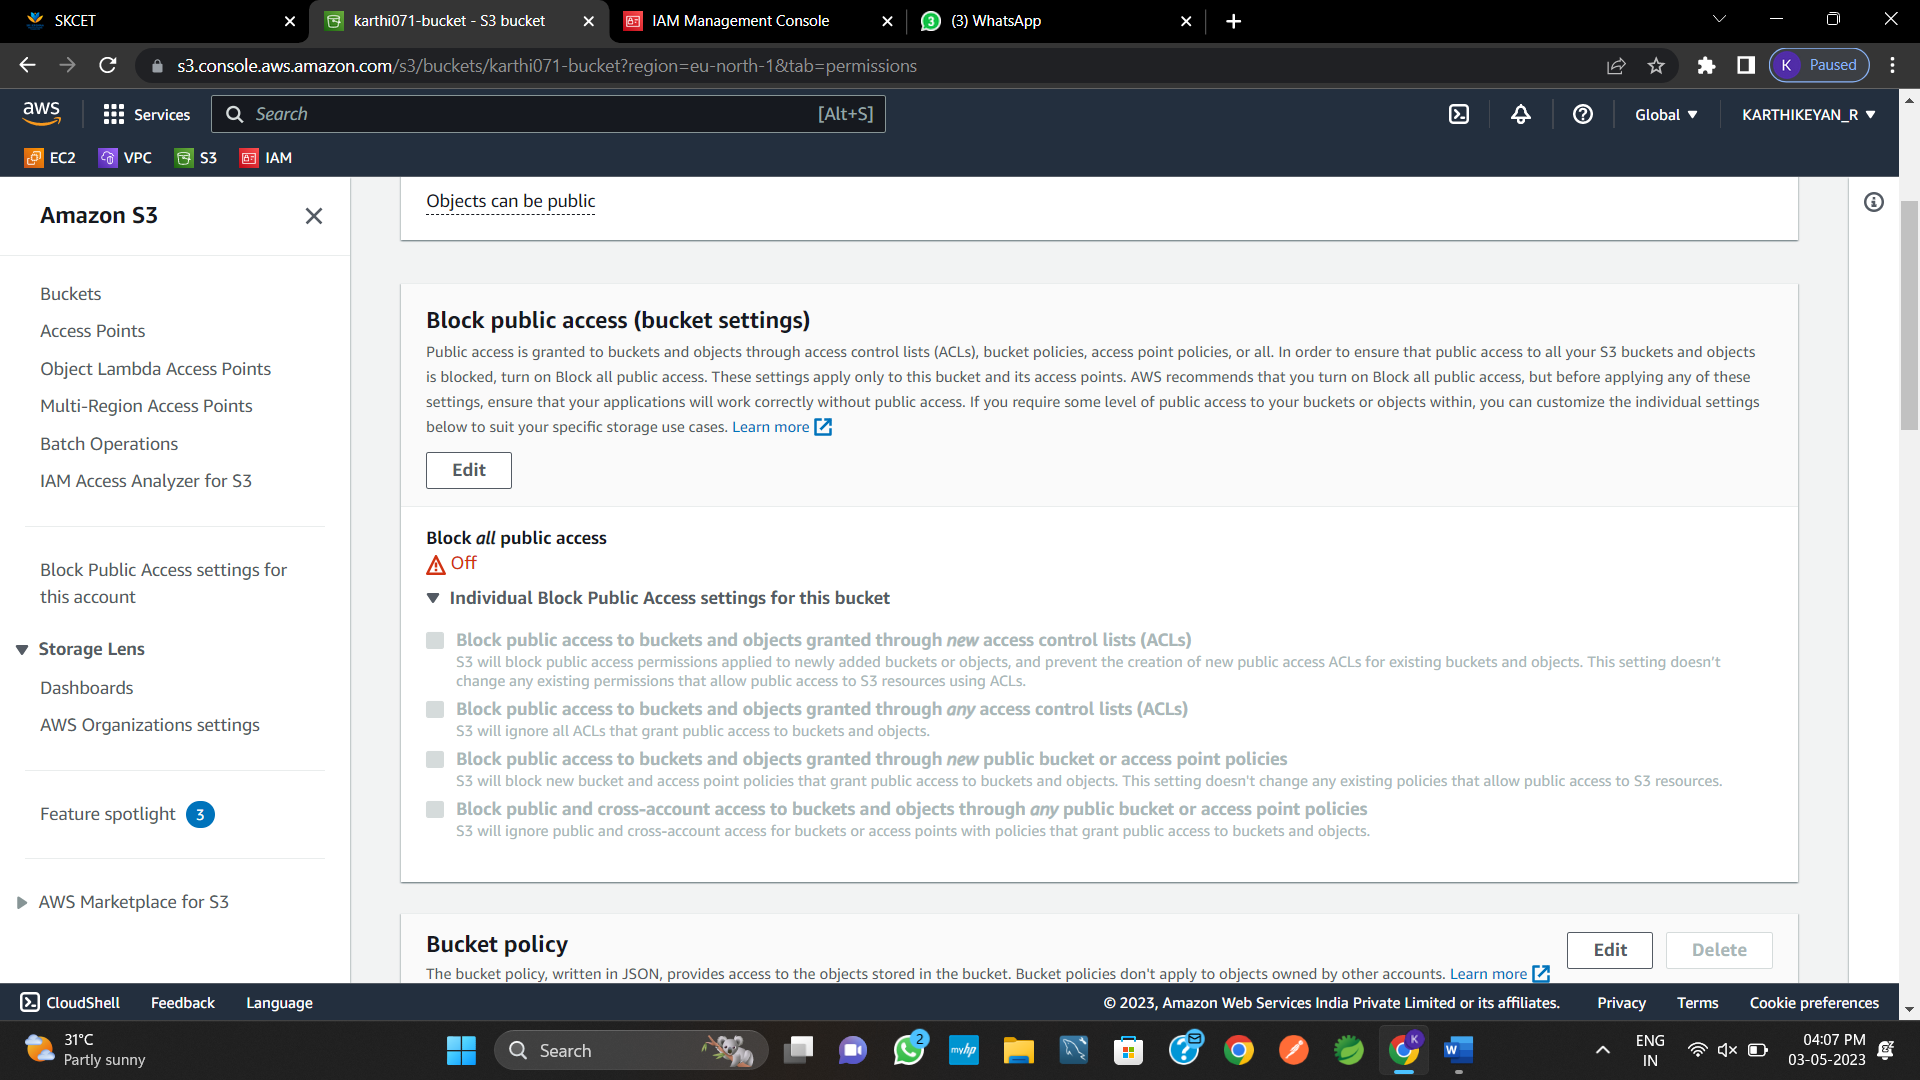 SKCET
karthi071-bucket - S3 bucket
IAM Management Console
(3) WhatsApp
s3.console.aws.amazon.com/s3/buckets/karthi071-bucket?region=eu-north-1&tab=permissions
K Paused
aws
Services
Search
[Alt+S]
Global
KARTHIKEYAN_R
EC2
VPC
S3
IAM
Amazon S3
Buckets
Access Points
Object Lambda Access Points
Multi-Region Access Points
Batch Operations
IAM Access Analyzer for S3
Block Public Access settings for
this account
Storage Lens
Dashboards
AWS Organizations settings
Feature spotlight 3
AWS Marketplace for S3
Objects can be public
Block public access (bucket settings)
Public access is granted to buckets and objects through access control lists (ACLs), bucket policies, access point policies, or all. In order to ensure that public access to all your S3 buckets and objects
is blocked, turn on Block all public access. These settings apply only to this bucket and its access points. AWS recommends that you turn on Block all public access, but before applying any of these
settings, ensure that your applications will work correctly without public access. If you require some level of public access to your buckets or objects within, you can customize the individual settings
below to suit your specific storage use cases. Learn more
Edit
Block all public access
Off
Individual Block Public Access settings for this bucket
Block public access to buckets and objects granted through new access control lists (ACLs)
S3 will block public access permissions applied to newly added buckets or objects, and prevent the creation of new public access ACLs for existing buckets and objects. This setting doesn't
change any existing permissions that allow public access to S3 resources using ACLs.
Block public access to buckets and objects granted through any access control lists (ACLs)
S3 will ignore all ACLs that grant public access to buckets and objects.
Block public access to buckets and objects granted through new public bucket or access point policies
S3 will block new bucket and access point policies that grant public access to buckets and objects. This setting doesn't change any existing policies that allow public access to S3 resources.
Block public and cross-account access to buckets and objects through any public bucket or access point policies
S3 will ignore public and cross-account access for buckets or access points with policies that grant public access to buckets and objects.
Bucket policy
Edit
Delete
The bucket policy, written in JSON, provides access to the objects stored in the bucket. Bucket policies don't apply to objects owned by other accounts. Learn more
CloudShell
Feedback
Language
© 2023, Amazon Web Services India Private Limited or its affiliates.
Privacy
Terms
Cookie preferences
31°C
Partly sunny
Search
2
myhp
K
W
ENG
IN
04:07 PM
03-05-2023